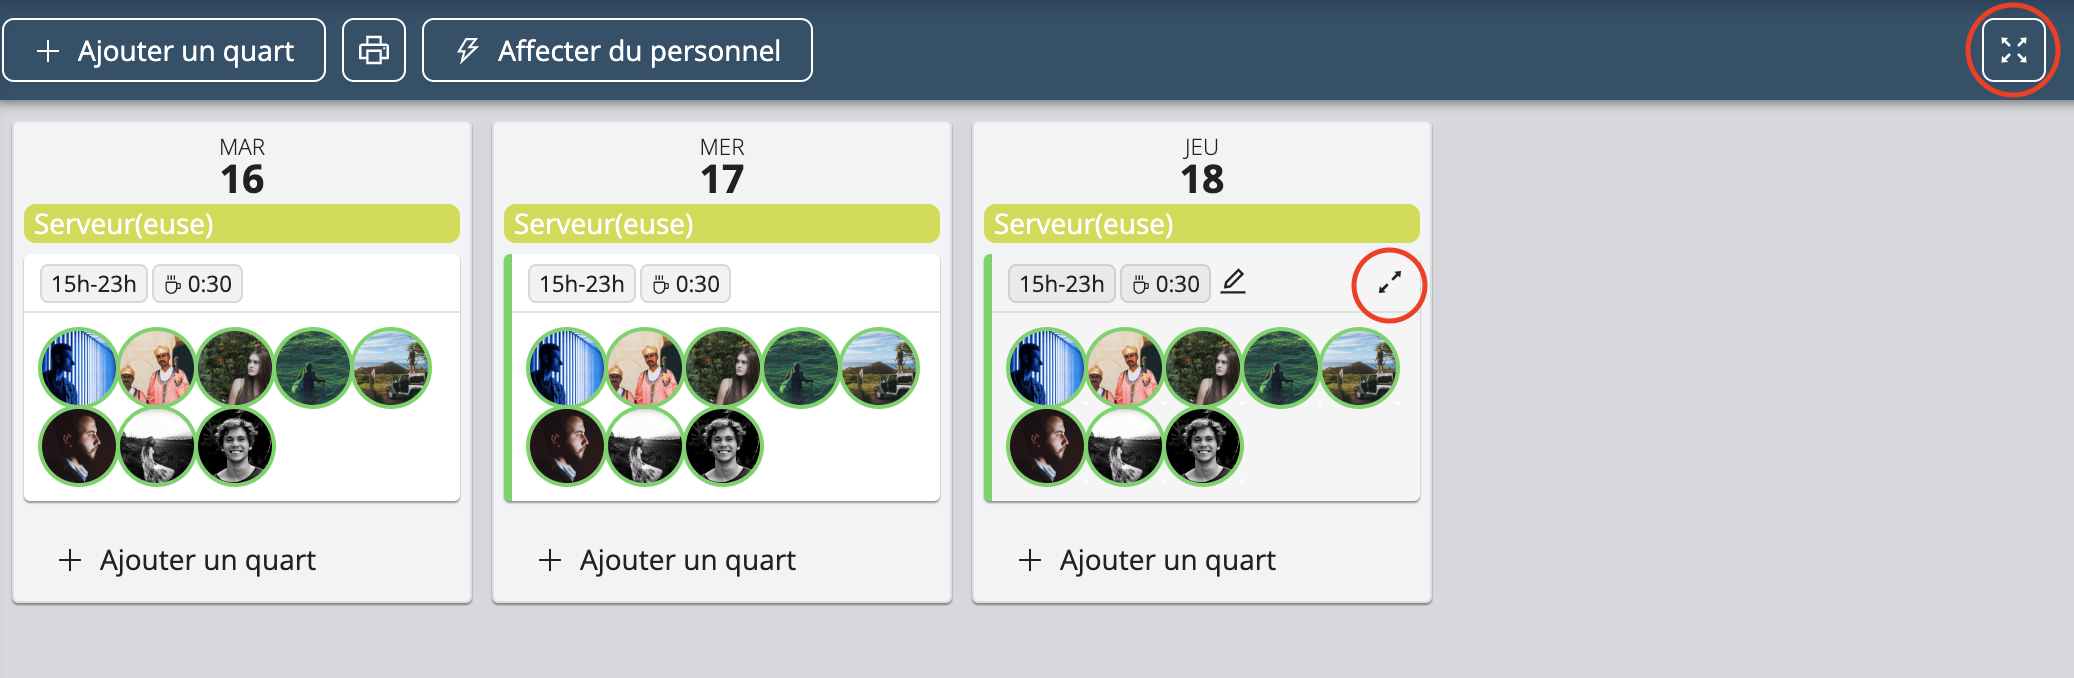 Ajouter un quart
Affecter du personnel
MAR
16
Serveur(euse)
15h-23h 0:30
Ajouter un quart
MER
17
Serveur(euse)
15h-23h 0:30
Ajouter un quart
JEU
18
Serveur(euse)
15h-23h 0:30
Ajouter un quart